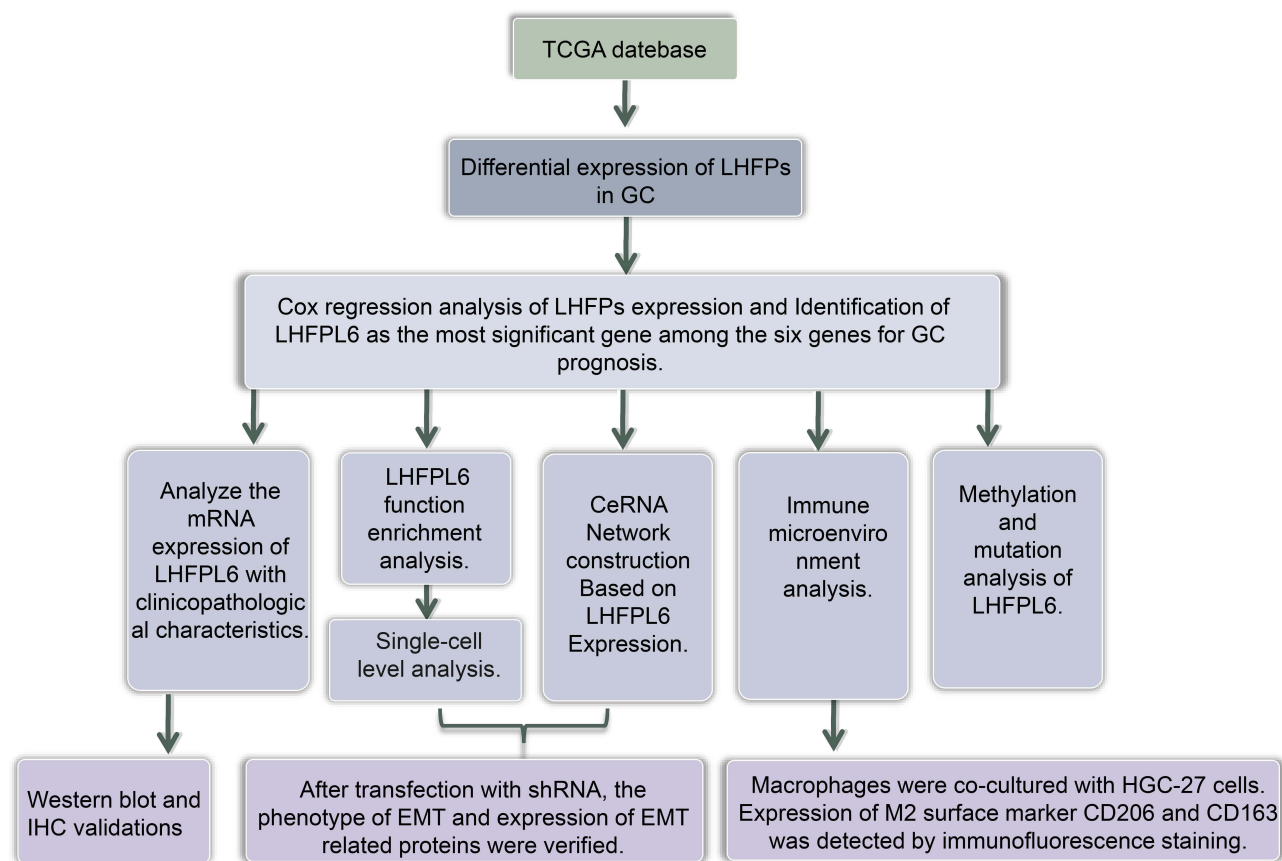 TCGA datebase
Differential expression of LHFPs
in GC
Cox regression analysis of LHFPs expression and Identification of
LHFPL6 as the most significant gene among the six genes for GC
prognosis.
Analyze the
mRNA
expression of
LHFPL6 with
clinicopathologic
al characteristics.
LHFPL6
function
enrichment
analysis.
Single-cell
level analysis.
CeRNA
Network
construction
Based on
LHFPL6
Expression.
Immune
microenviro
nment
analysis.
Methylation
and
mutation
analysis of
LHFPL6.
Western blot and
IHC validations
After transfection with shRNA, the
phenotype of EMT and expression of EMT
related proteins were verified.
Macrophages were co-cultured with HGC-27 cells.
Expression of M2 surface marker CD206 and CD163
was detected by immunofluorescence staining.